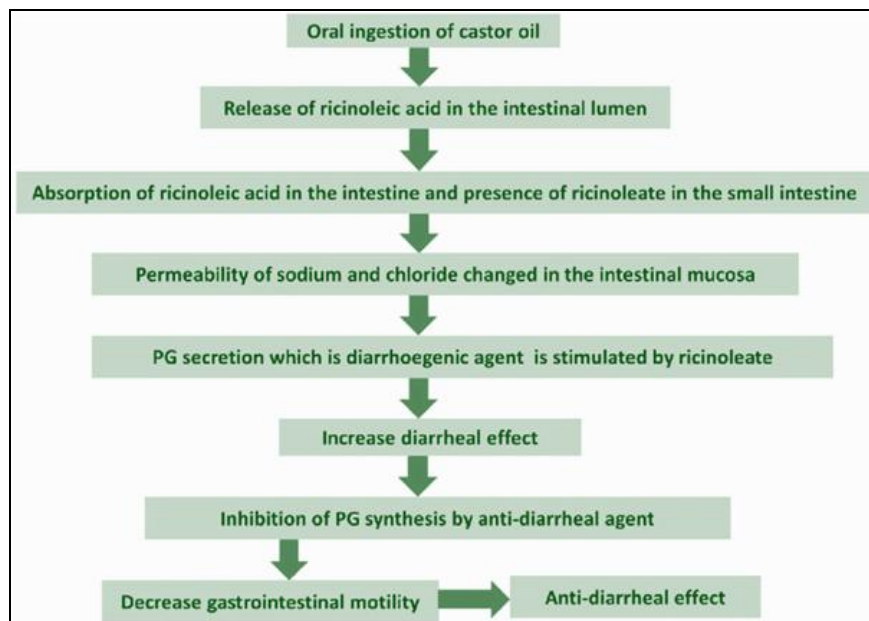 Oral ingestion of castor oil
Release of ricinoleic acid in the intestinal lumen
Absorption of ricinoleic acid in the intestine and presence of ricinoleate in the small intestine
Permeability of sodium and chloride changed in the intestinal mucosa
PG secretion which is diarrhoegenic agent is stimulated by ricinoleate
Increase diarrheal effect
Inhibition of PG synthesis by anti-diarrheal agent
Decrease gastrointestinal motility
Anti-diarrheal effect